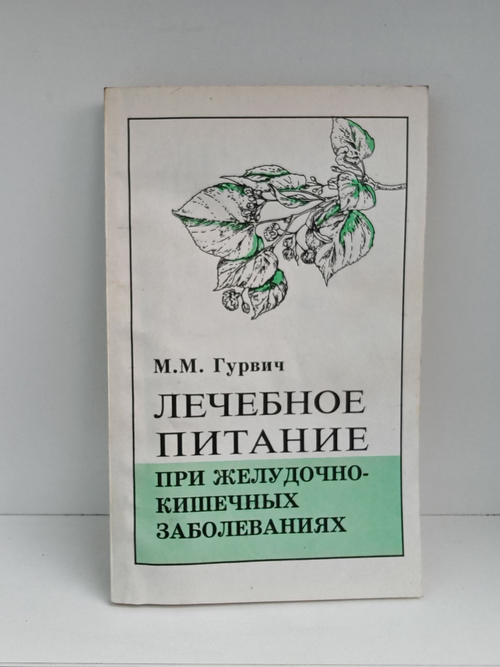 М.М. Гурвич
ЛЕЧЕБНОЕ
ПИТАНИЕ
ПРИ ЖЕЛУДОЧНО-
КИШЕЧНЫХ
ЗАБОЛЕВАНИЯХ